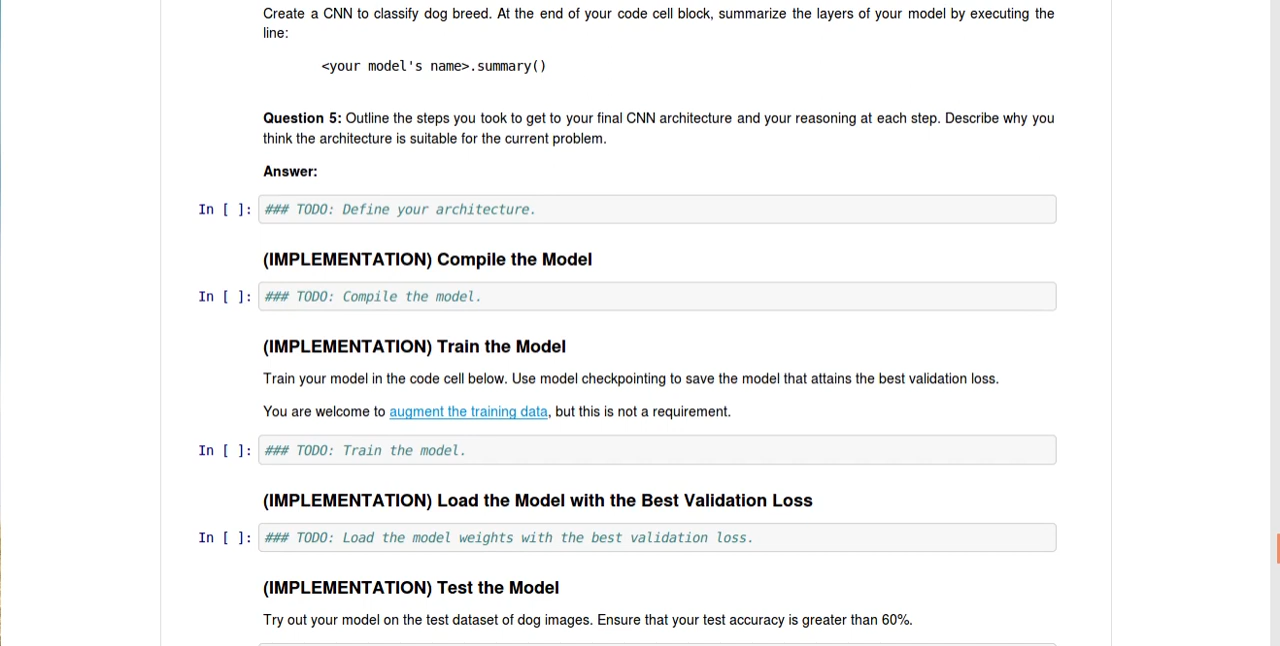 Create a CNN to classify dog breed. At the end of your code cell block, summarize the layers of your model by executing the
line:
<your model's name>.summary()
Question 5: Outline the steps you took to get to your final CNN architecture and your reasoning at each step. Describe why you
think the architecture is suitable for the current problem.
Answer:
In [ ]: ### TODO: Define your architecture.
(IMPLEMENTATION) Compile the Model
In [ ]: ### TODO: Compile the model.
(IMPLEMENTATION) Train the Model
Train your model in the code cell below. Use model checkpointing to save the model that attains the best validation loss.
You are welcome to augment the training data, but this is not a requirement.
In [ ]: ### TODO: Train the model.
(IMPLEMENTATION) Load the Model with the Best Validation Loss
In [ ]: ### TODO: Load the model weights with the best validation loss.
(IMPLEMENTATION) Test the Model
Try out your model on the test dataset of dog images. Ensure that your test accuracy is greater than 60%.